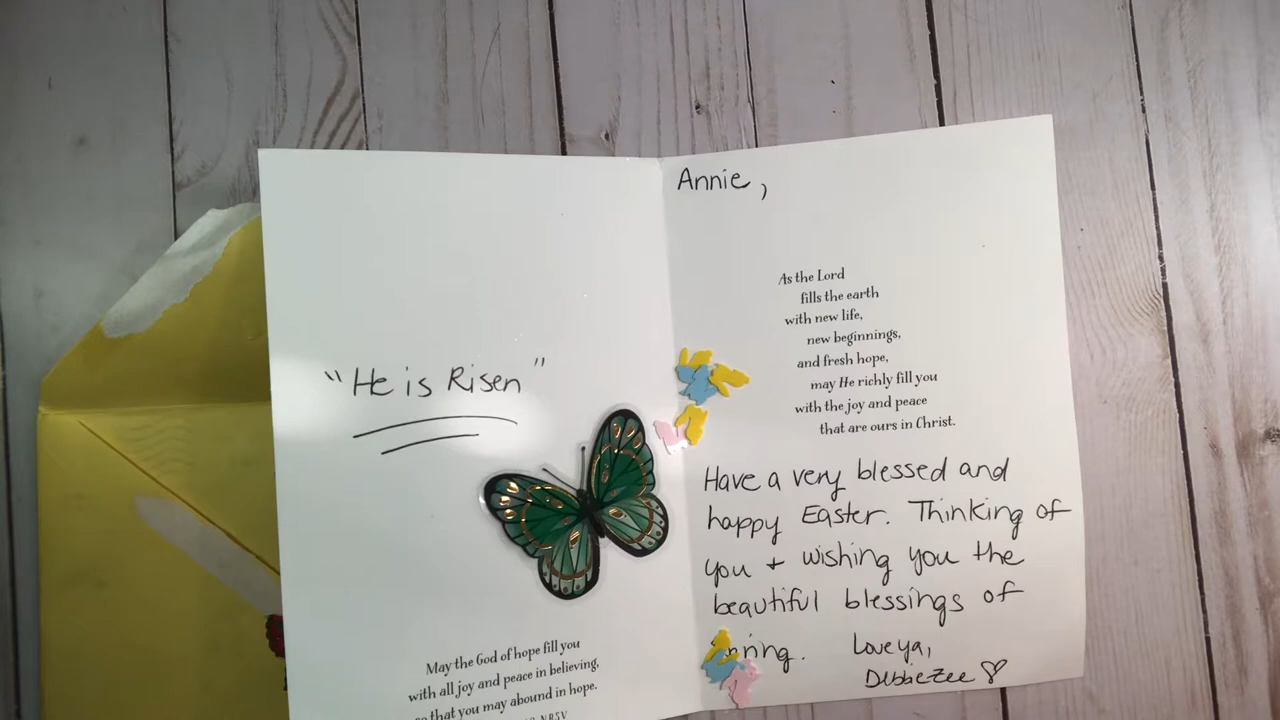 "He is Risen"
May the God of hope fill you
with all joy and peace in believing,
so that you may abound in hope.
NRSV
Annie,
As the Lord
fills the earth
with new life,
new beginnings,
and fresh hope,
may He richly fill you
with the joy and peace
that are ours in Christ.
Have a very blessed and
happy Easter. Thinking of
you + wishing you the
beautiful blessings of
Love ya,
DebbeZee